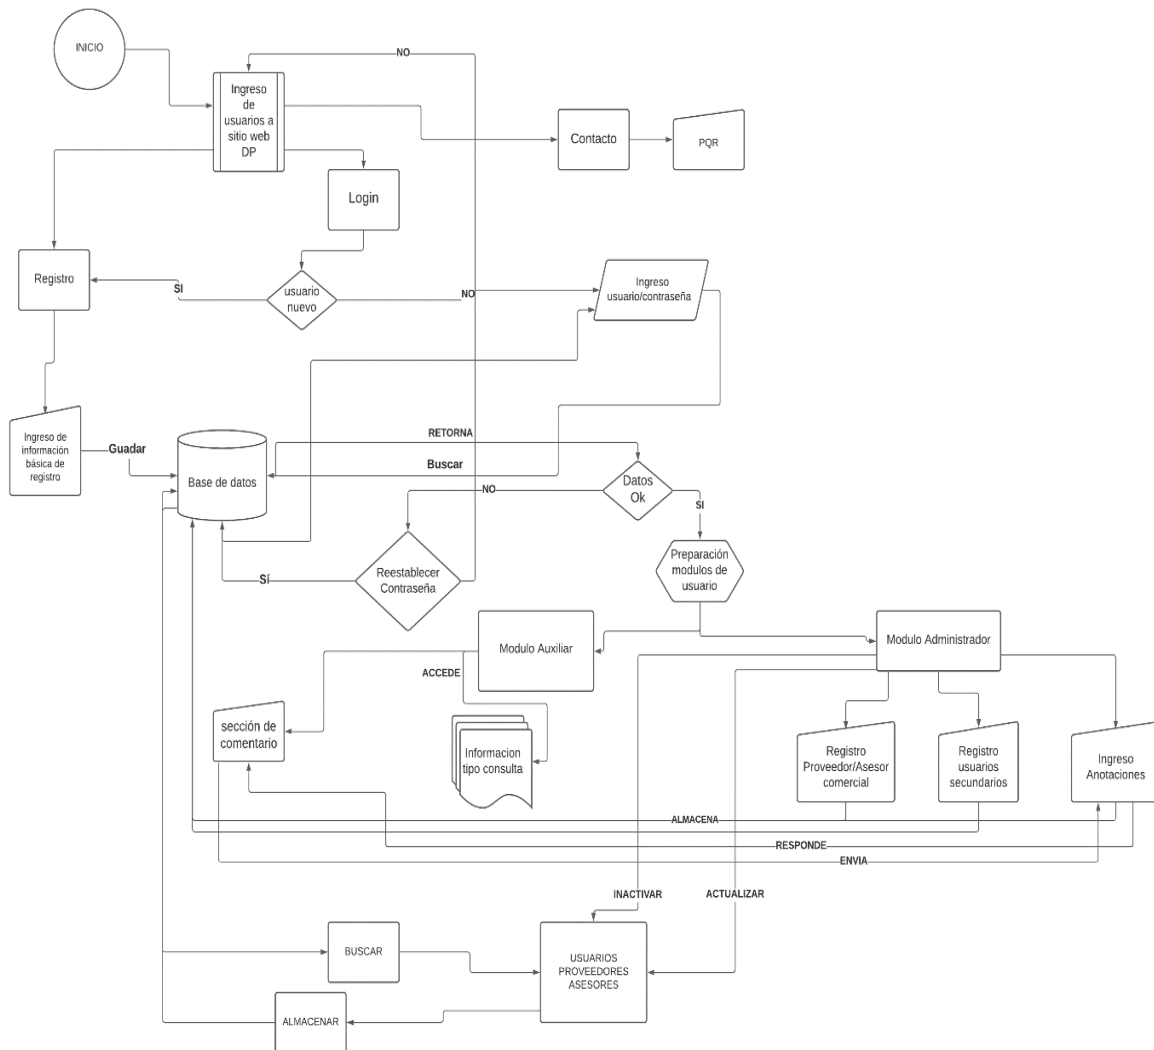 INICIO
NO
Ingreso
de
usuarios a
sitio web
DP
Contacto
PQR
Login
Registro
SI
usuario
nuevo
NO
Ingreso
usuario/contraseña
Ingreso de
información
básica de
registro
Guadar
Base de datos
RETORNA
Buscar
Datos
Ok
NO
SI
Reestablecer
Contraseña
Sí
Preparación
modulos de
usuario
Modulo Auxiliar
Modulo Administrador
ACCEDE
sección de
comentario
Informacion
tipo consulta
Registro
Proveedor/Asesor
comercial
Registro
usuarios
secundarios
Ingreso
Anotaciones
ALMACENA
RESPONDE
ENVIA
INACTIVAR
ACTUALIZAR
BUSCAR
USUARIOS
PROVEEDORES
ASESORES
ALMACENAR